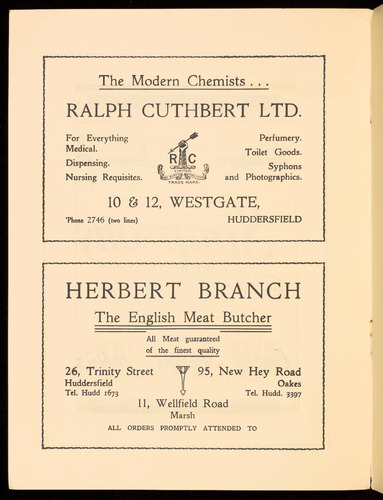 The Modern Chemists . . .
RALPH CUTHBERT LTD.
For Everything
Medical.
Dispensing.
Nursing Requisites.
R C
LIMITED
TRADE MARK.
Perfumery.
Toilet Goods.
Syphons
and Photographics.
10 & 12, WESTGATE,
'Phone 2746 (two lines)
HUDDERSFIELD
HERBERT BRANCH
The English Meat Butcher
All Meat guaranteed
of the finest quality
26, Trinity Street
Huddersfield
Tel. Hudd 1673
95, New Hey Road
Oakes
Tel. Hudd. 3397
11, Wellfield Road
Marsh
ALL ORDERS PROMPTLY ATTENDED TO